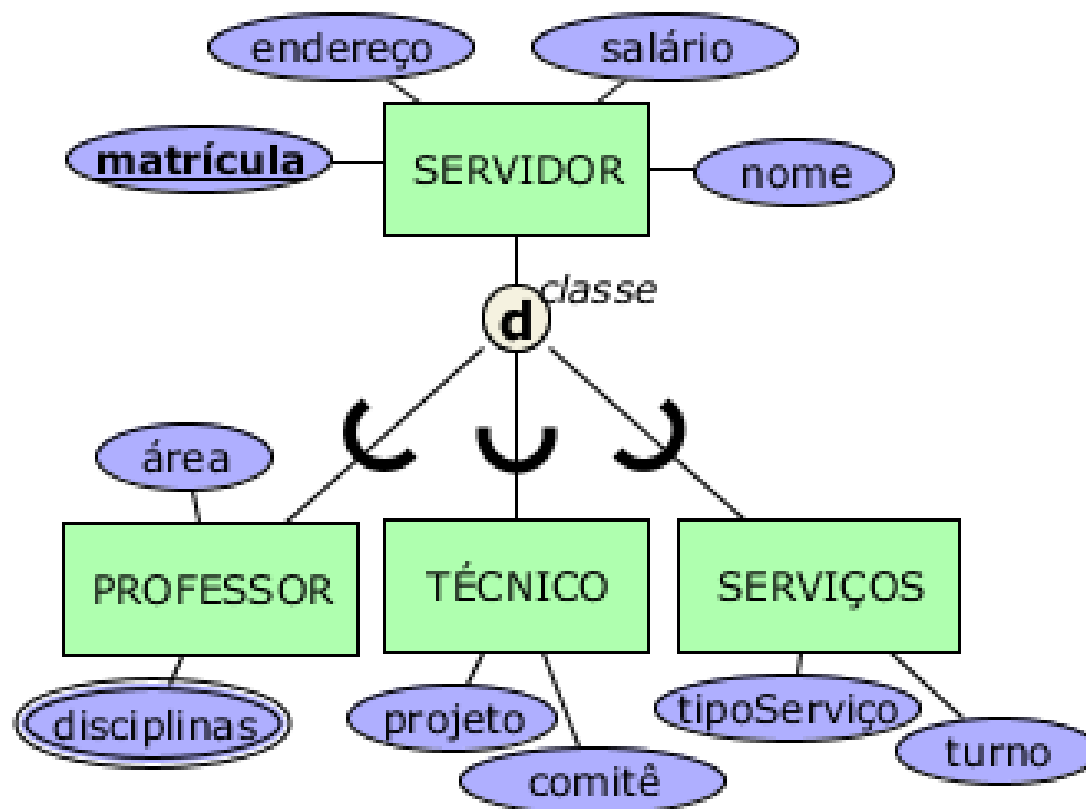 endereço
salário
matrícula
SERVIDOR
nome
classe
d
área
PROFESSOR
TÉCNICO
SERVIÇOS
disciplinas
projeto
tipoServiço
comitê
turno